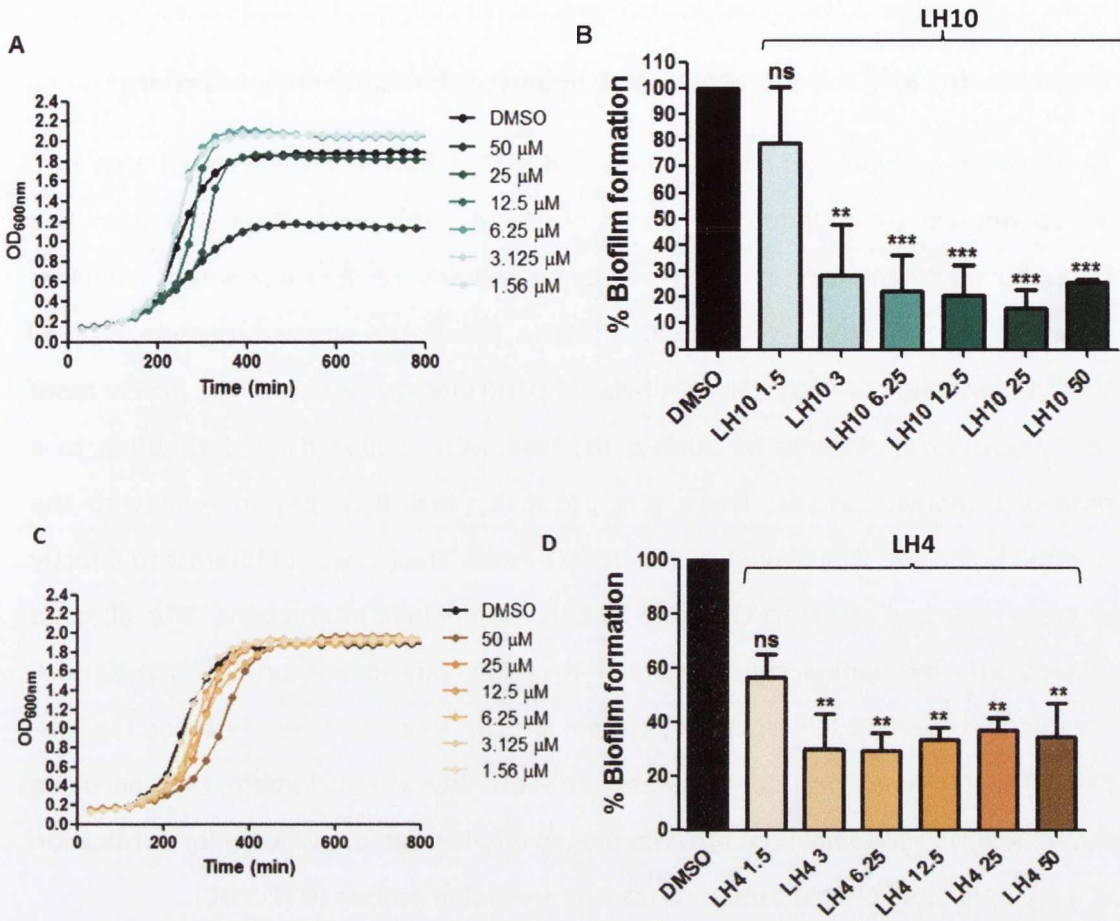 A
2.4
2.2
2.0
1.8
1.6
1.4
1.2
1.0
0.8
0.6
0.4
0.2
0.0
OD600nm
0 200 400 600 800
Time (min)
DMSO
50 µM
25 µM
12.5 µM
6.25 µM
3.125 µM
1.56 µM
B
LH10
110
100
90
80
70
60
50
40
30
20
10
0
% Biofilm formation
ns
**
***
***
***
***
DMSO
LH10 1.5
LH10 3
LH10 6.25
LH10 12.5
LH10 25
LH10 50
C
2.4
2.2
2.0
1.8
1.6
1.4
1.2
1.0
0.8
0.6
0.4
0.2
0.0
OD600nm
0 200 400 600 800
Time (min)
DMSO
50 µM
25 µM
12.5 µM
6.25 µM
3.125 µM
1.56 µM
D
LH4
100
80
60
40
20
0
% Biofilm formation
ns
**
**
**
**
**
DMSO
LH4 1.5
LH4 3
LH4 6.25
LH4 12.5
LH4 25
LH4 50